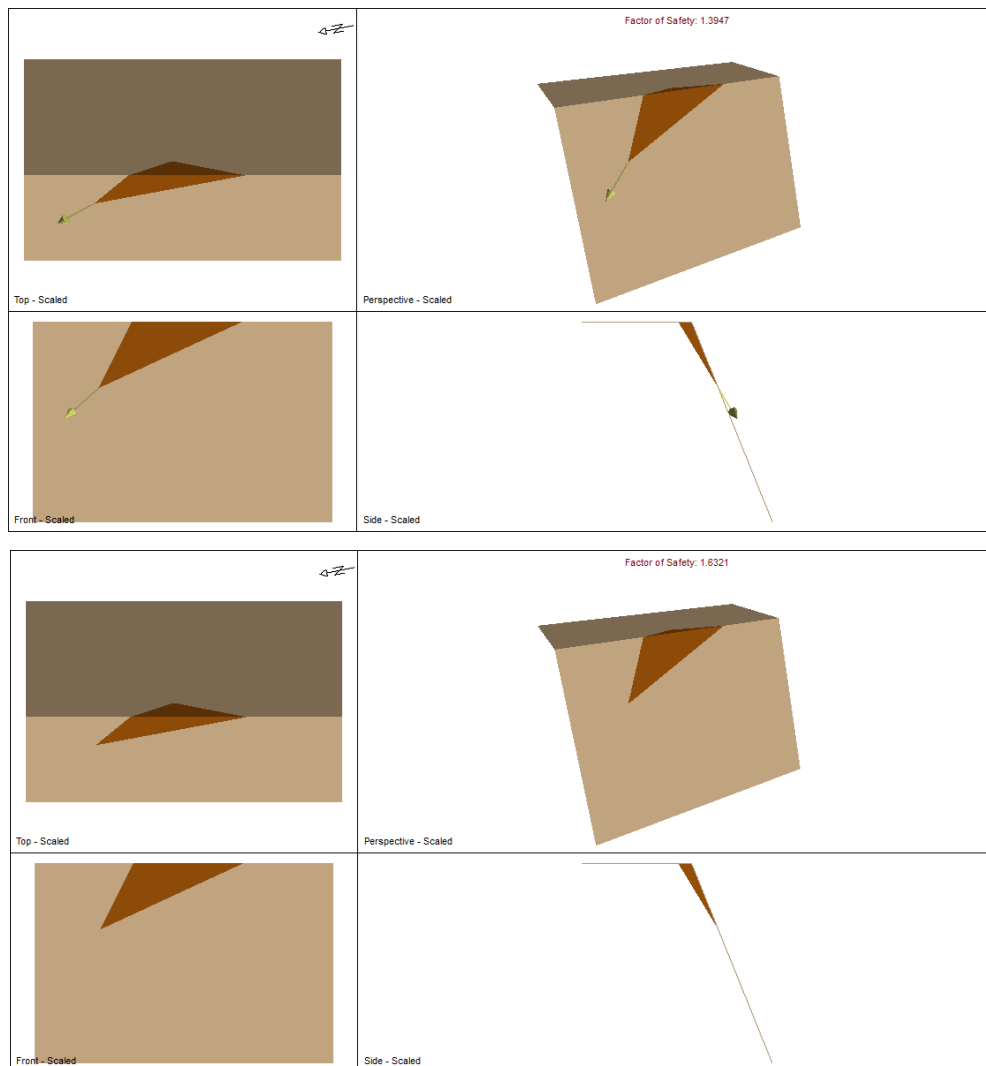 Factor of Safety: 1.3947
Top - Scaled
Perspective - Scaled
Front - Scaled
Side - Scaled
Factor of Safety: 1.6321
Top - Scaled
Perspective - Scaled
Front - Scaled
Side - Scaled